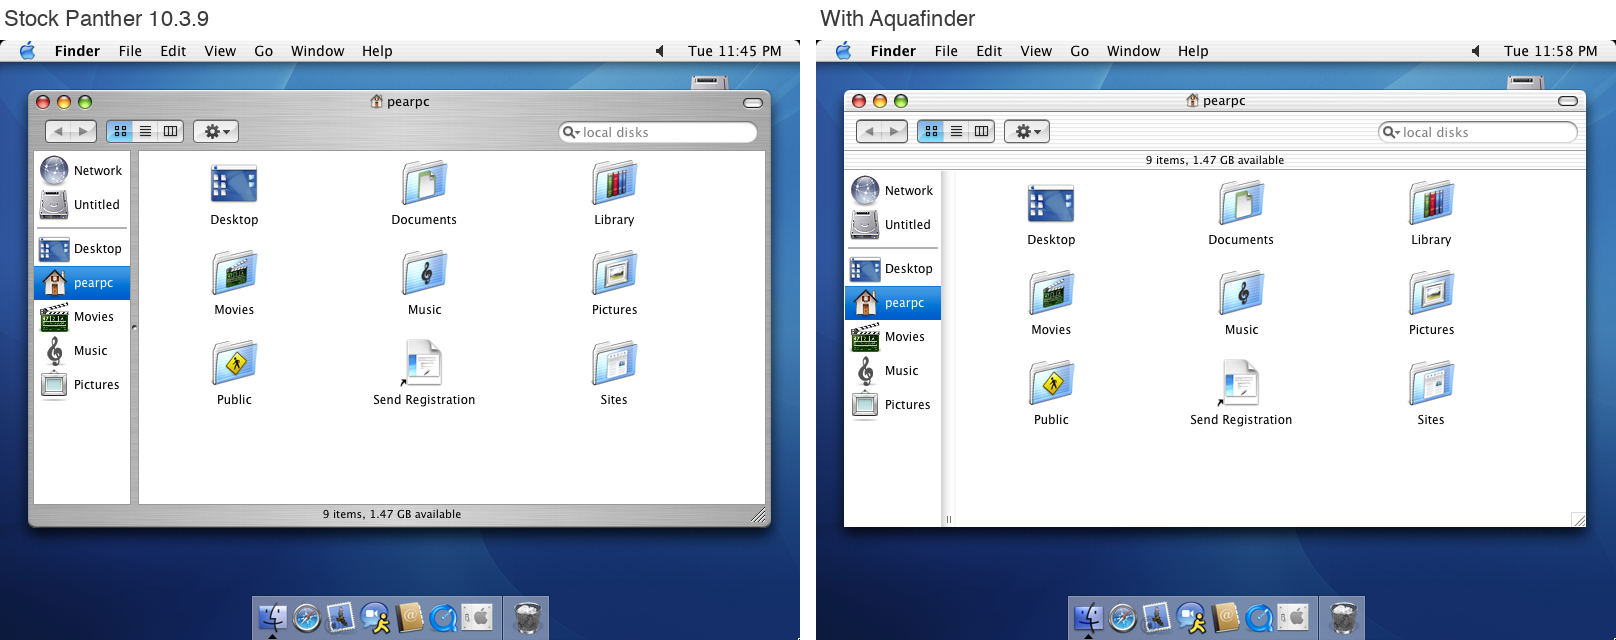 Stock Panther 10.3.9
Finder File Edit View Go Window Help Tue 11:45 PM
pearpc
local disks
Network
Untitled
Desktop
pearpc
Movies
Music
Pictures
Desktop Documents Library
Movies Music Pictures
Public Send Registration Sites
9 items, 1.47 GB available
With Aquafinder
Finder File Edit View Go Window Help Tue 11:58 PM
pearpc
local disks
9 items, 1.47 GB available
Network
Untitled
Desktop
pearpc
Movies
Music
Pictures
Desktop Documents Library
Movies Music Pictures
Public Send Registration Sites